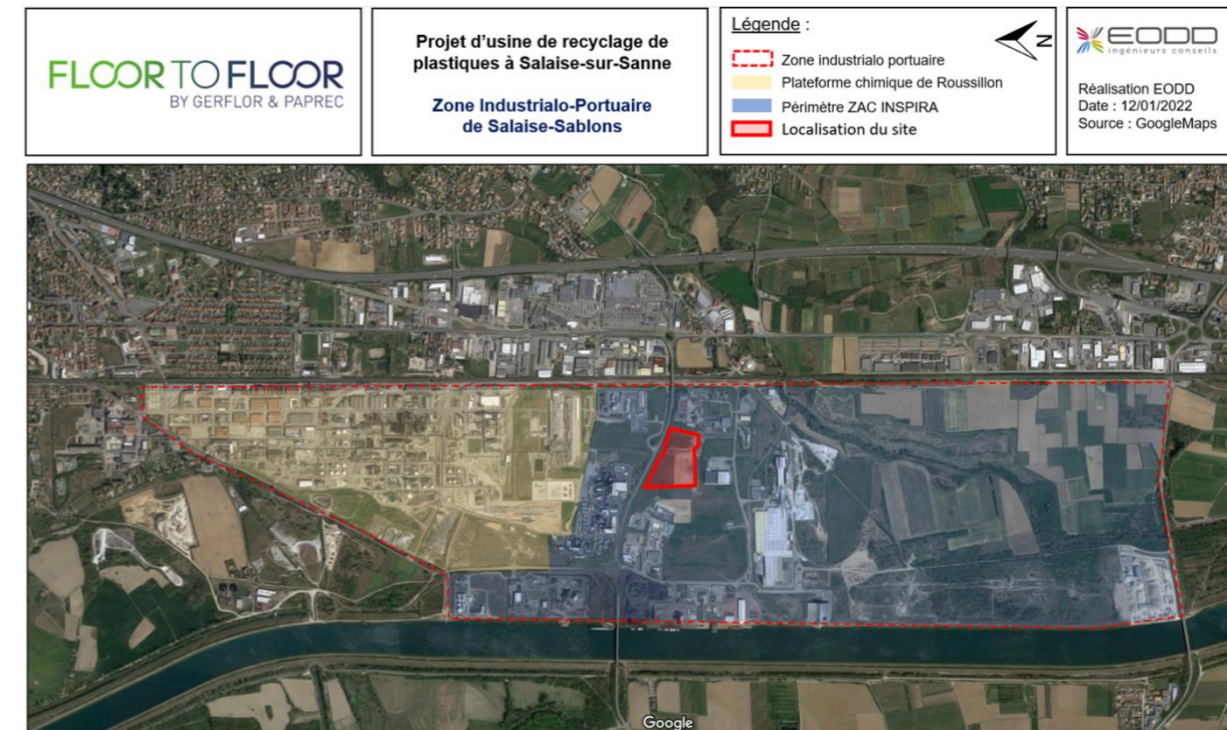 FLOOR TO FLOOR
BY GERFLOR & PAPREC
Projet d'usine de recyclage de
plastiques à Salaise-sur-Sanne
Zone Industrialo-Portuaire
de Salaise-Sablons
Légende :
N
Zone industrialo portuaire
Plateforme chimique de Roussillon
Périmètre ZAC INSPIRA
Localisation du site
EODD
ingénieurs conseils
Réalisation EODD
Date : 12/01/2022
Source : GoogleMaps
Google